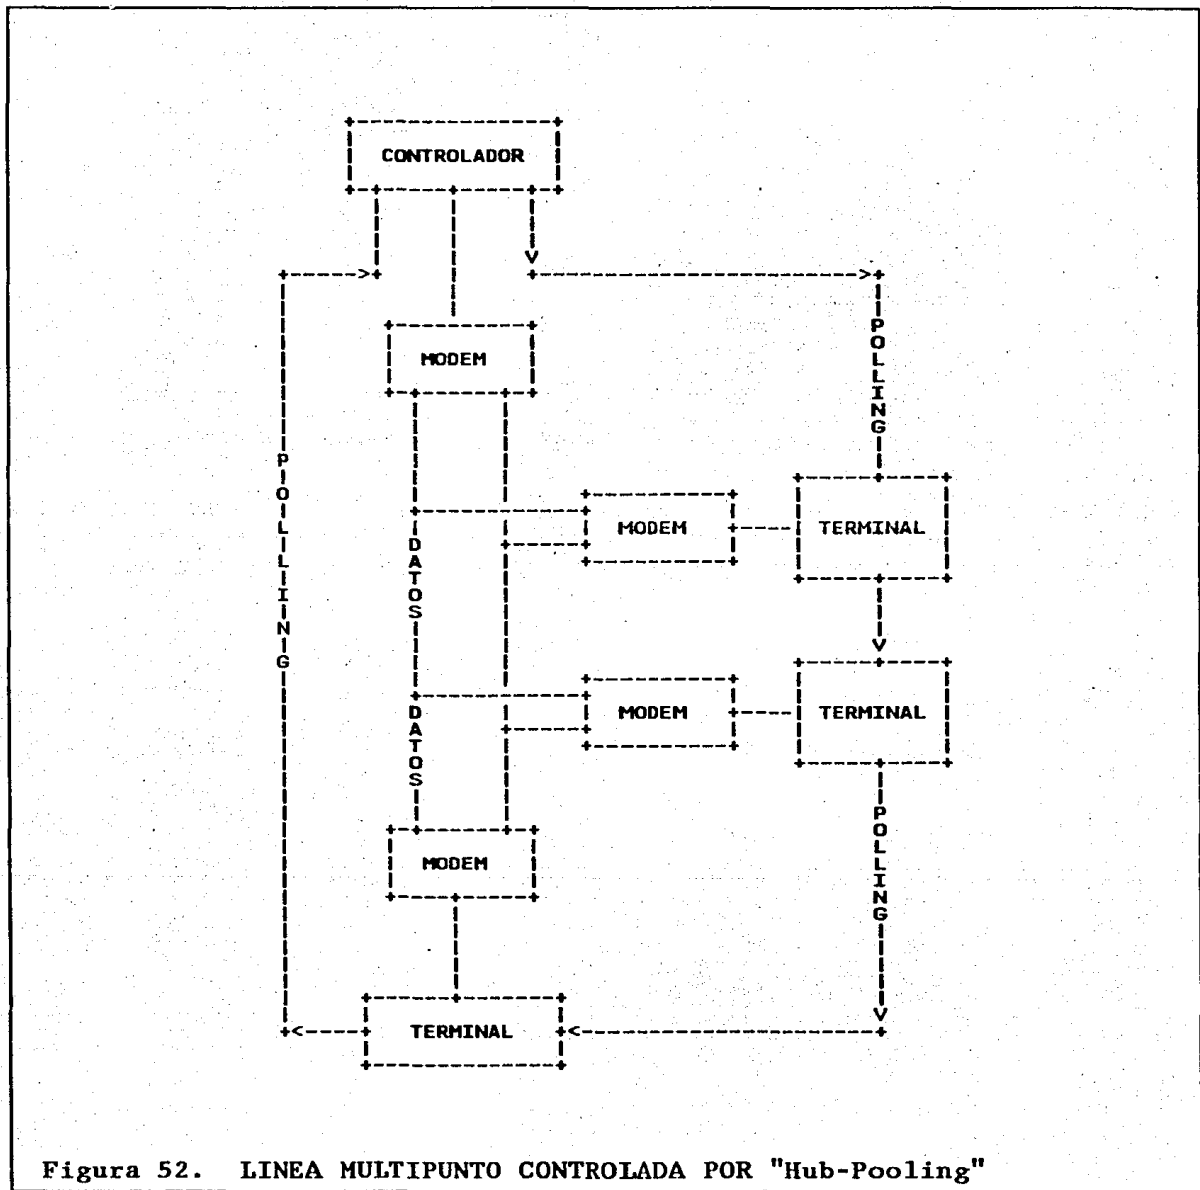 CONTROLADOR
MODEM
POLLING
POLLING
MODEM
TERMINAL
DATOS
MODEM
TERMINAL
DATOS
POLLING
MODEM
TERMINAL
Figura 52. LINEA MULTIPUNTO CONTROLADA POR "Hub-Pooling"